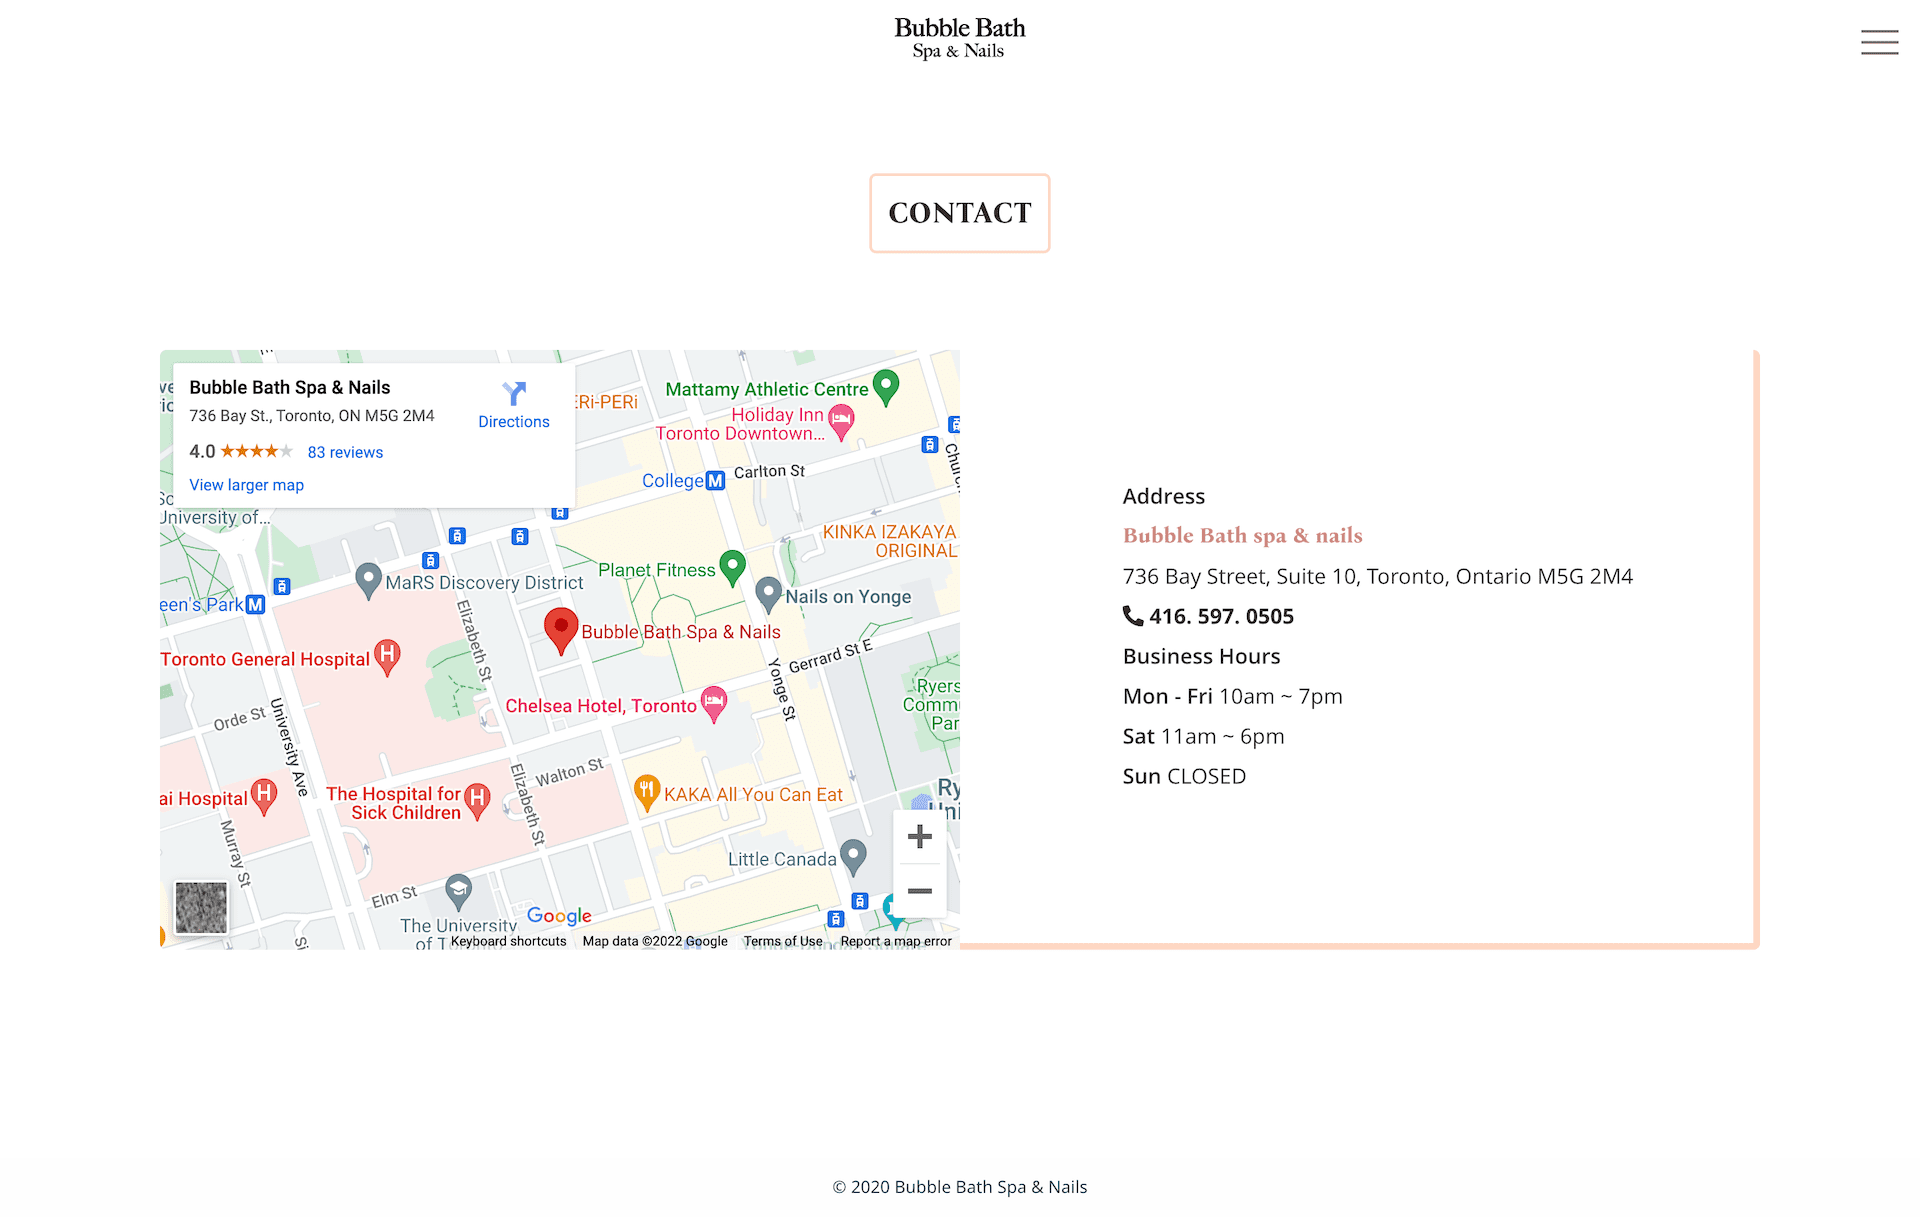 Bubble Bath
Spa & Nails
CONTACT
Bubble Bath Spa & Nails
736 Bay St., Toronto, ON M5G 2M4
4.0
83 reviews
View larger map
Directions
ERi-PERi
Mattamy Athletic Centre
Holiday Inn
Toronto Downtown...
College
M
Carlton St
University of...
KINKA IZAKAYA
ORIGINAL
Planet Fitness
MaRS Discovery District
Nails on Yonge
een's Park
M
Elizabeth St
Bubble Bath Spa & Nails
Toronto General Hospital
H
Gerrard St E
Yonge St
Chelsea Hotel, Toronto
Orde St
University Ave
Ryers
Commu
Par
Walton St
ai Hospital
H
The Hospital for
Sick Children
H
Elizabeth St
KAKA All You Can Eat
Ry
Uni
Murray St
Little Canada
Elm St
The University
of T
Google
Keyboard shortcuts
Map data ©2022 Google
Terms of Use
Report a map error
Address
Bubble Bath spa & nails
736 Bay Street, Suite 10, Toronto, Ontario M5G 2M4
416. 597. 0505
Business Hours
Mon - Fri 10am ~ 7pm
Sat 11am ~ 6pm
Sun CLOSED
© 2020 Bubble Bath Spa & Nails